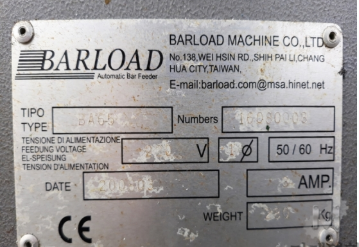 BARLOAD
Automatic Bar Feeder
BARLOAD MACHINE CO.,LTD
No.138,WEI HSIN RD.,SHIH PAI LI,CHANG
HUA CITY,TAIWAN,
E-mail:barload.com@msa.hinet.net
TIPO
TYPE
Numbers
TENSIONE DI ALIMENTAZIONE
FEEDUNG VOLTAGE
EL-SPEISUNG
TENSION D'ALIMENTATION
V
Ø
50 / 60 Hz
DATE
AMP.
WEIGHT
Kg
CE